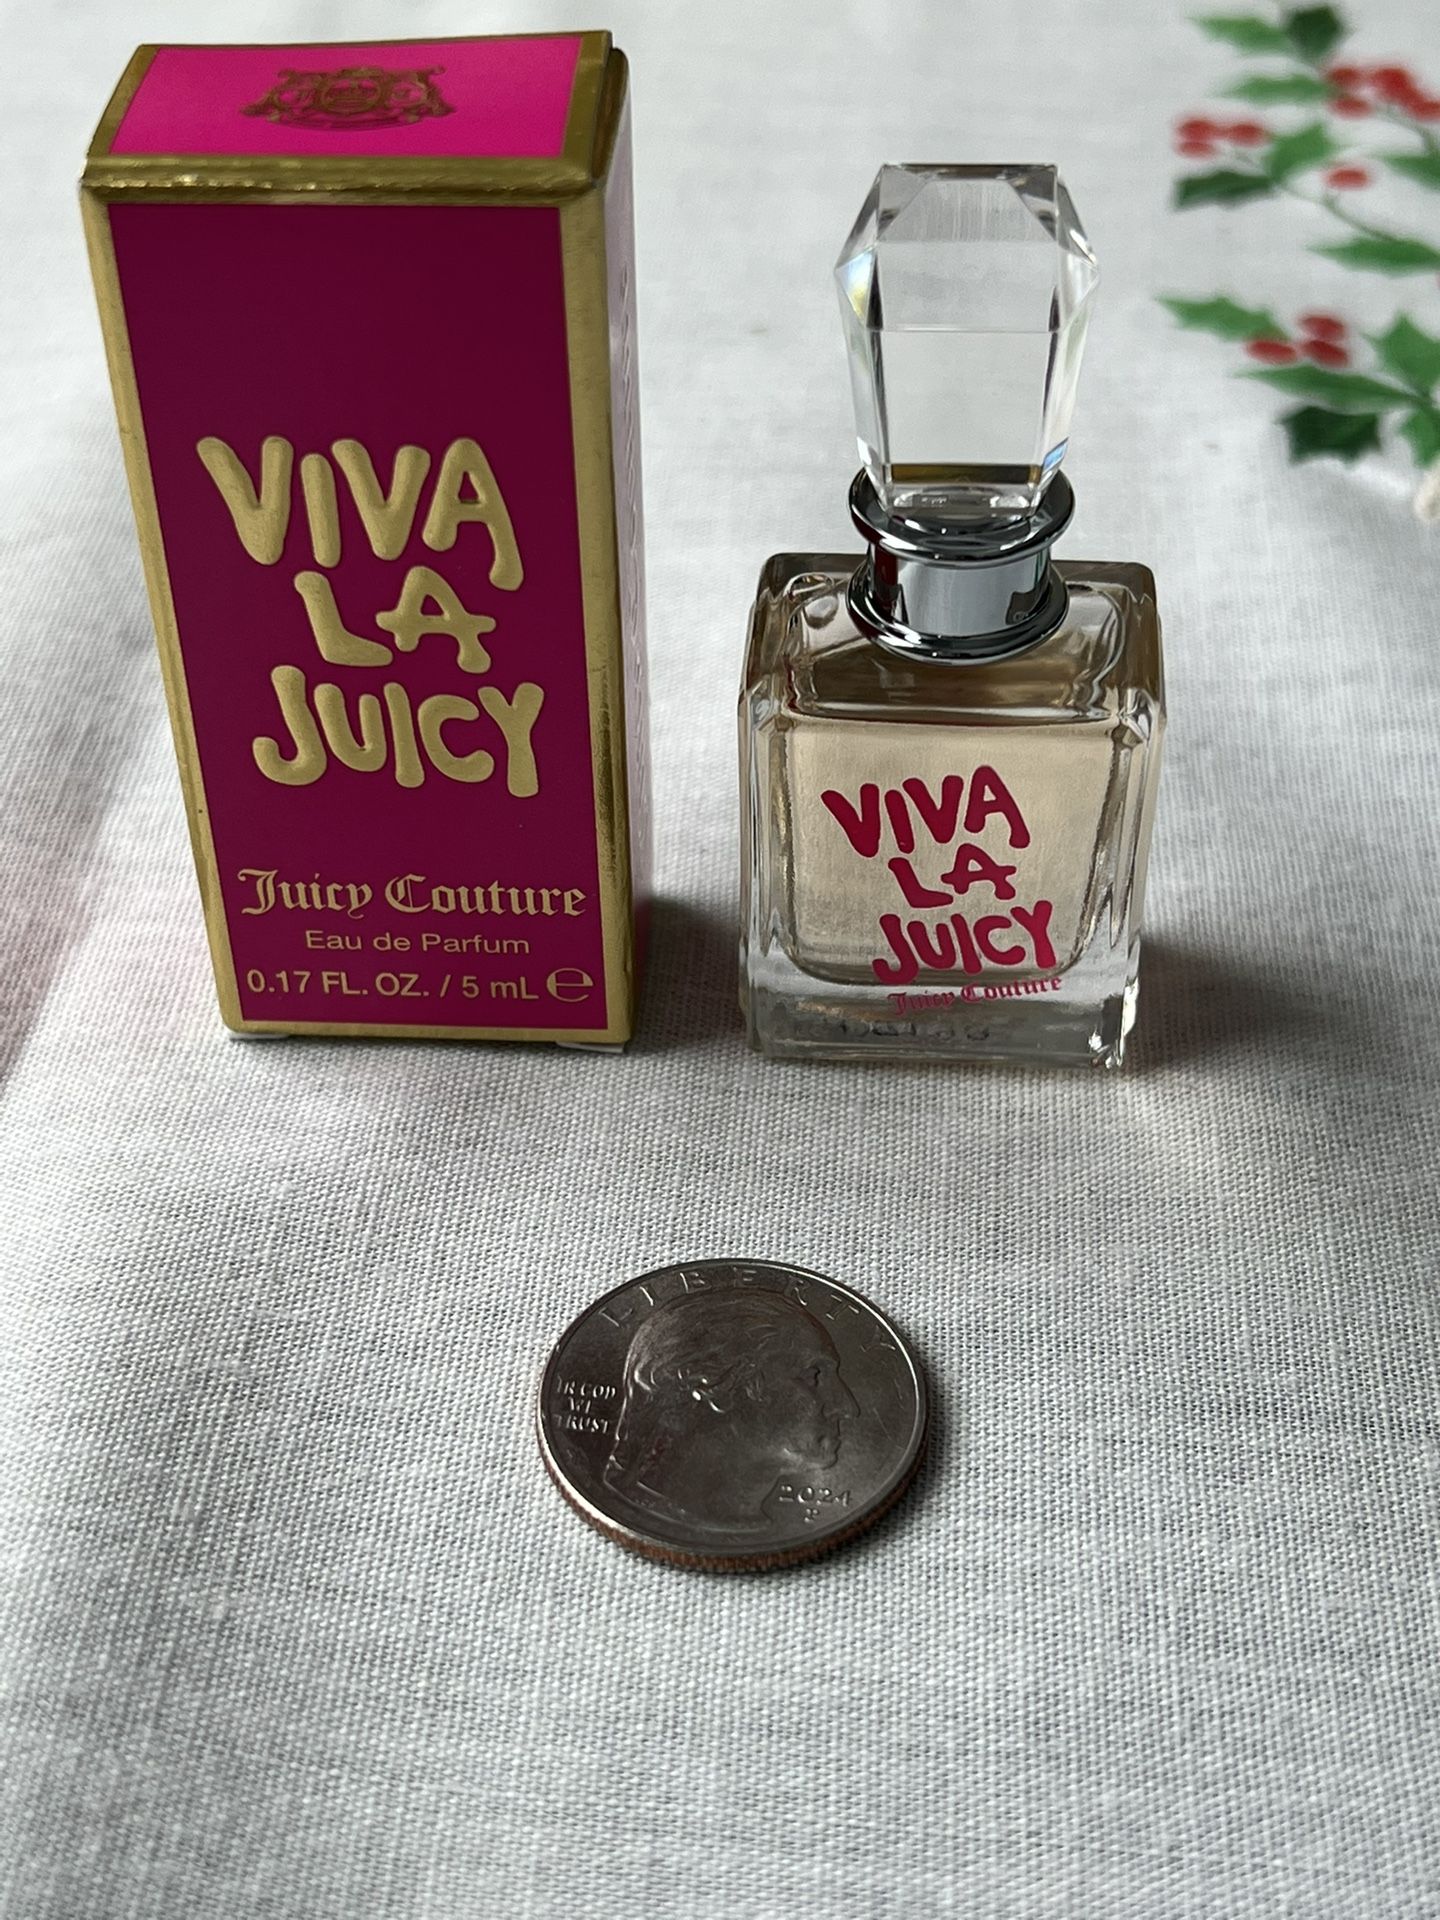 VIVA
LA
JUICY
Juicy Couture
Eau de Parfum
0.17 FL. OZ. / 5 mL ℮
VIVA
LA
JUICY
Juicy Couture
LIBERTY
IN GOD
WE
TRUST
2024
P